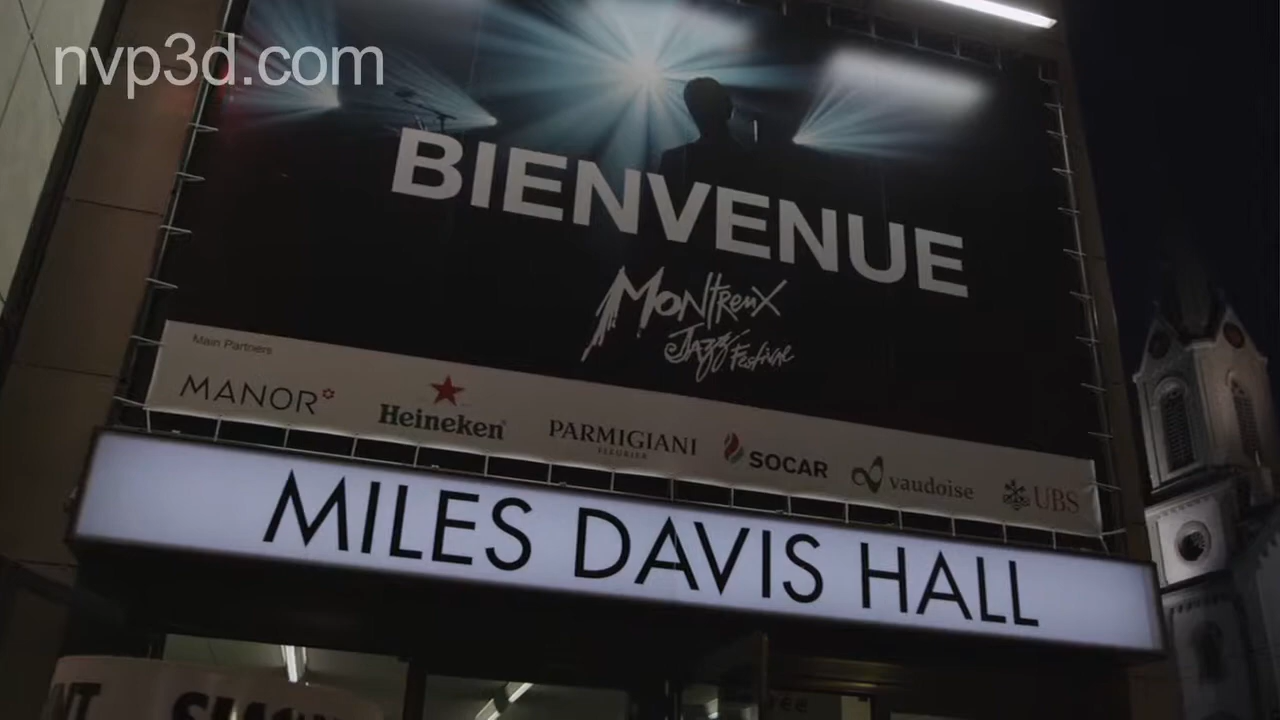 nvp3d.com
BIENVENUE
Montreux
Jazz Festival
Main Partners
MANOR
Heineken
PARMIGIANI
FLEURIER
SOCAR
vaudoise
UBS
MILES DAVIS HALL